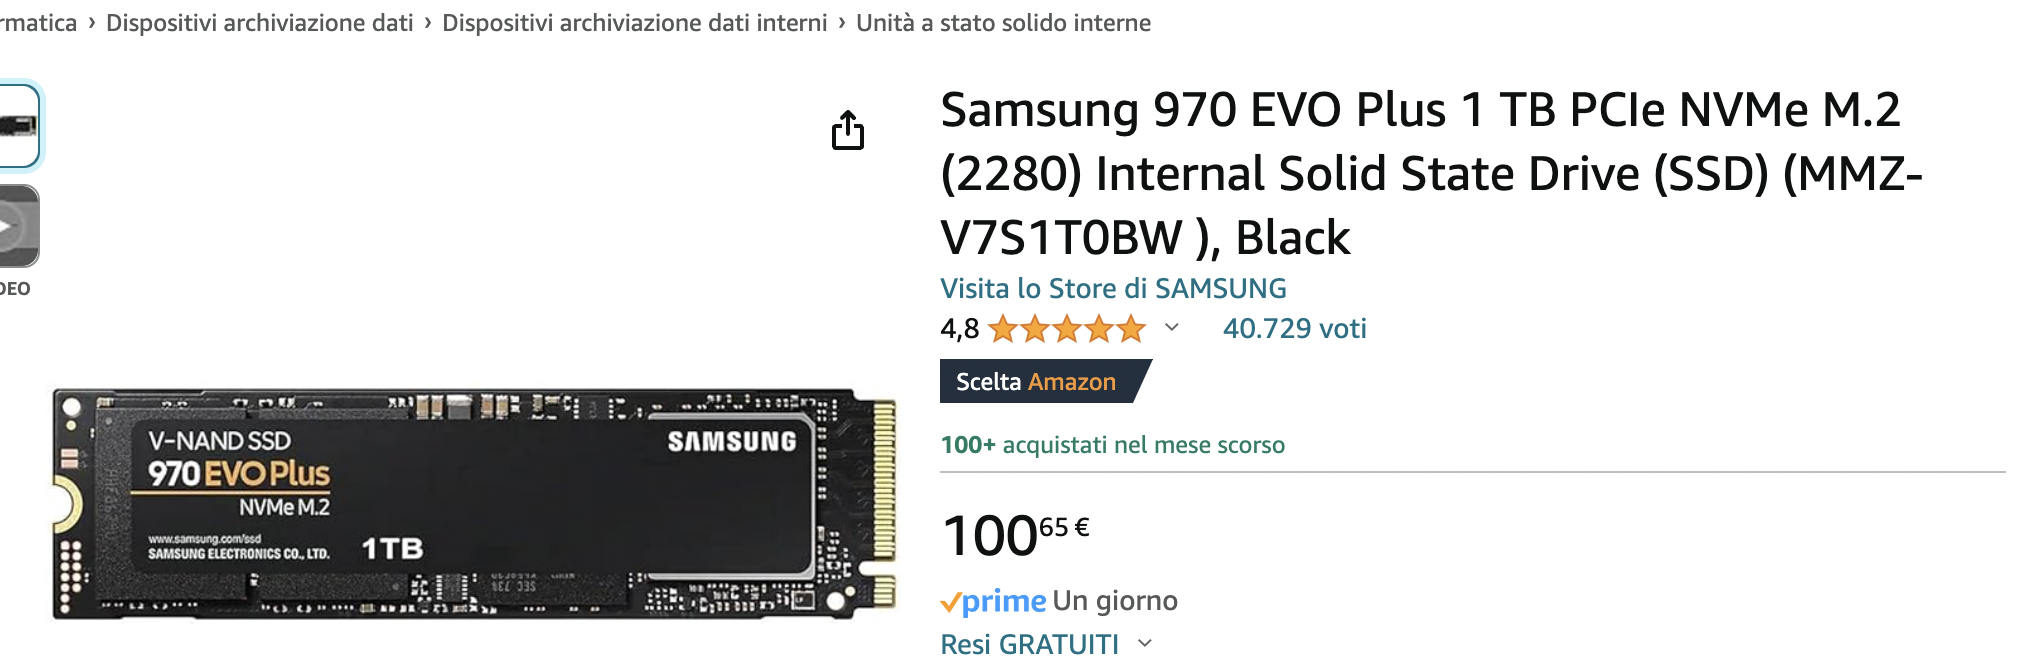 rmatica › Dispositivi archiviazione dati › Dispositivi archiviazione dati interni › Unità a stato solido interne
DEO
V-NAND SSD
970 EVO Plus
NVMe M.2
www.samsung.com/ssd
SAMSUNG ELECTRONICS CO., LTD.
1TB
SAMSUNG
Samsung 970 EVO Plus 1 TB PCIe NVMe M.2
(2280) Internal Solid State Drive (SSD) (MMZ-
V7S1T0BW ), Black
Visita lo Store di SAMSUNG
4,8 40.729 voti
Scelta Amazon
100+ acquistati nel mese scorso
100 65 €
prime Un giorno
Resi GRATUITI